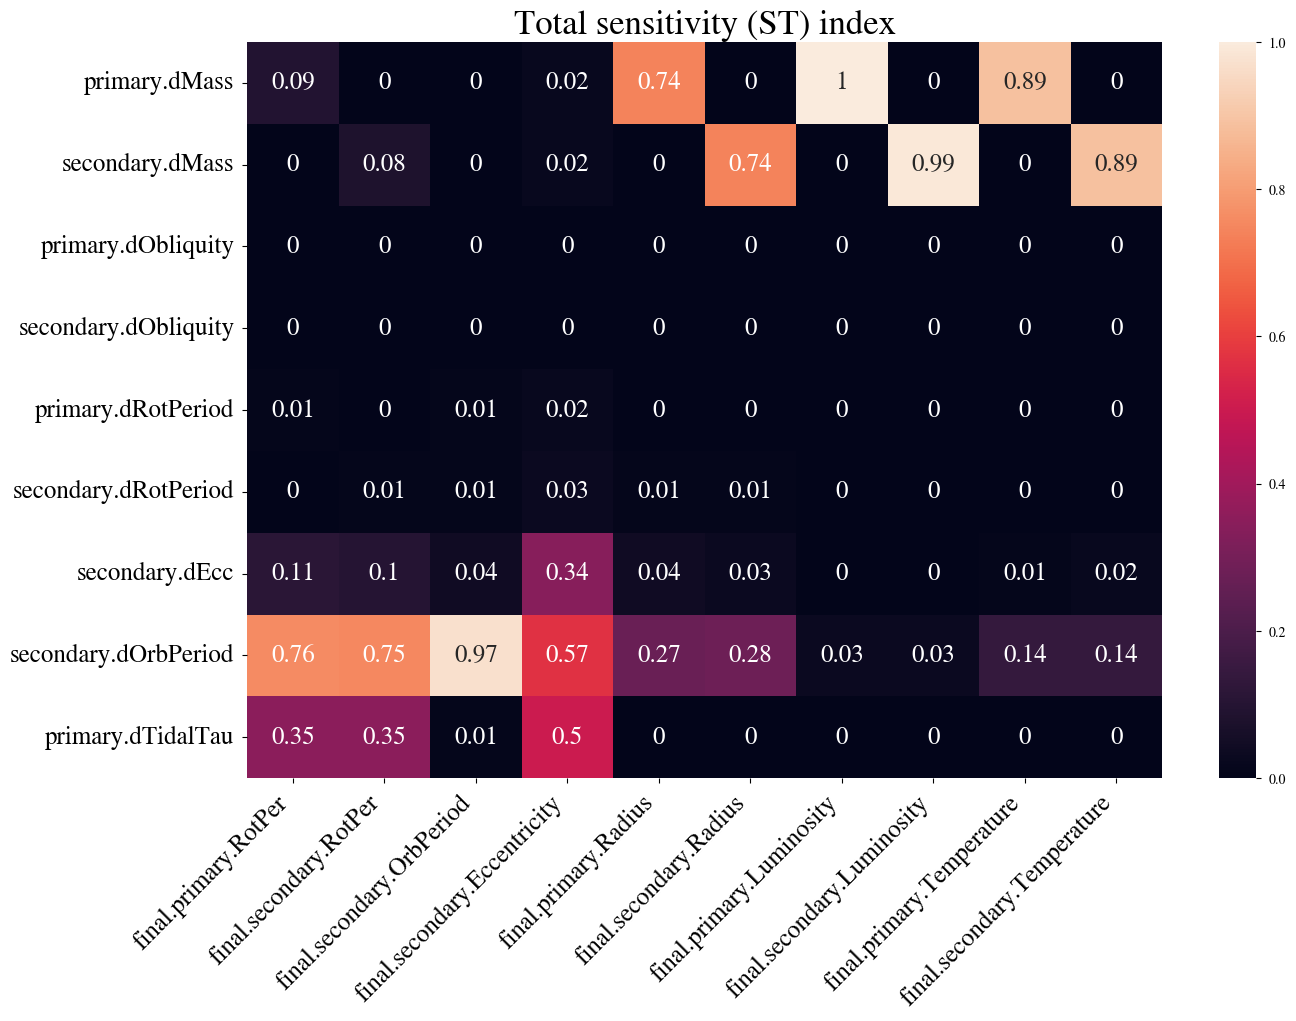 Total sensitivity (ST) index
primary.dMass 0.09 0 0 0.02 0.74 0 1 0 0.89 0
secondary.dMass 0 0.08 0 0.02 0 0.74 0 0.99 0 0.89
primary.dObliquity 0 0 0 0 0 0 0 0 0 0
secondary.dObliquity 0 0 0 0 0 0 0 0 0 0
primary.dRotPeriod 0.01 0 0.01 0.02 0 0 0 0 0 0
secondary.dRotPeriod 0 0.01 0.01 0.03 0.01 0.01 0 0 0 0
secondary.dEcc 0.11 0.1 0.04 0.34 0.04 0.03 0 0 0.01 0.02
secondary.dOrbPeriod 0.76 0.75 0.97 0.57 0.27 0.28 0.03 0.03 0.14 0.14
primary.dTidalTau 0.35 0.35 0.01 0.5 0 0 0 0 0 0
final.primary.RotPer
final.secondary.RotPer
final.secondary.OrbPeriod
final.secondary.Eccentricity
final.primary.Radius
final.secondary.Radius
final.primary.Luminosity
final.secondary.Luminosity
final.primary.Temperature
final.secondary.Temperature
1.0
0.8
0.6
0.4
0.2
0.0